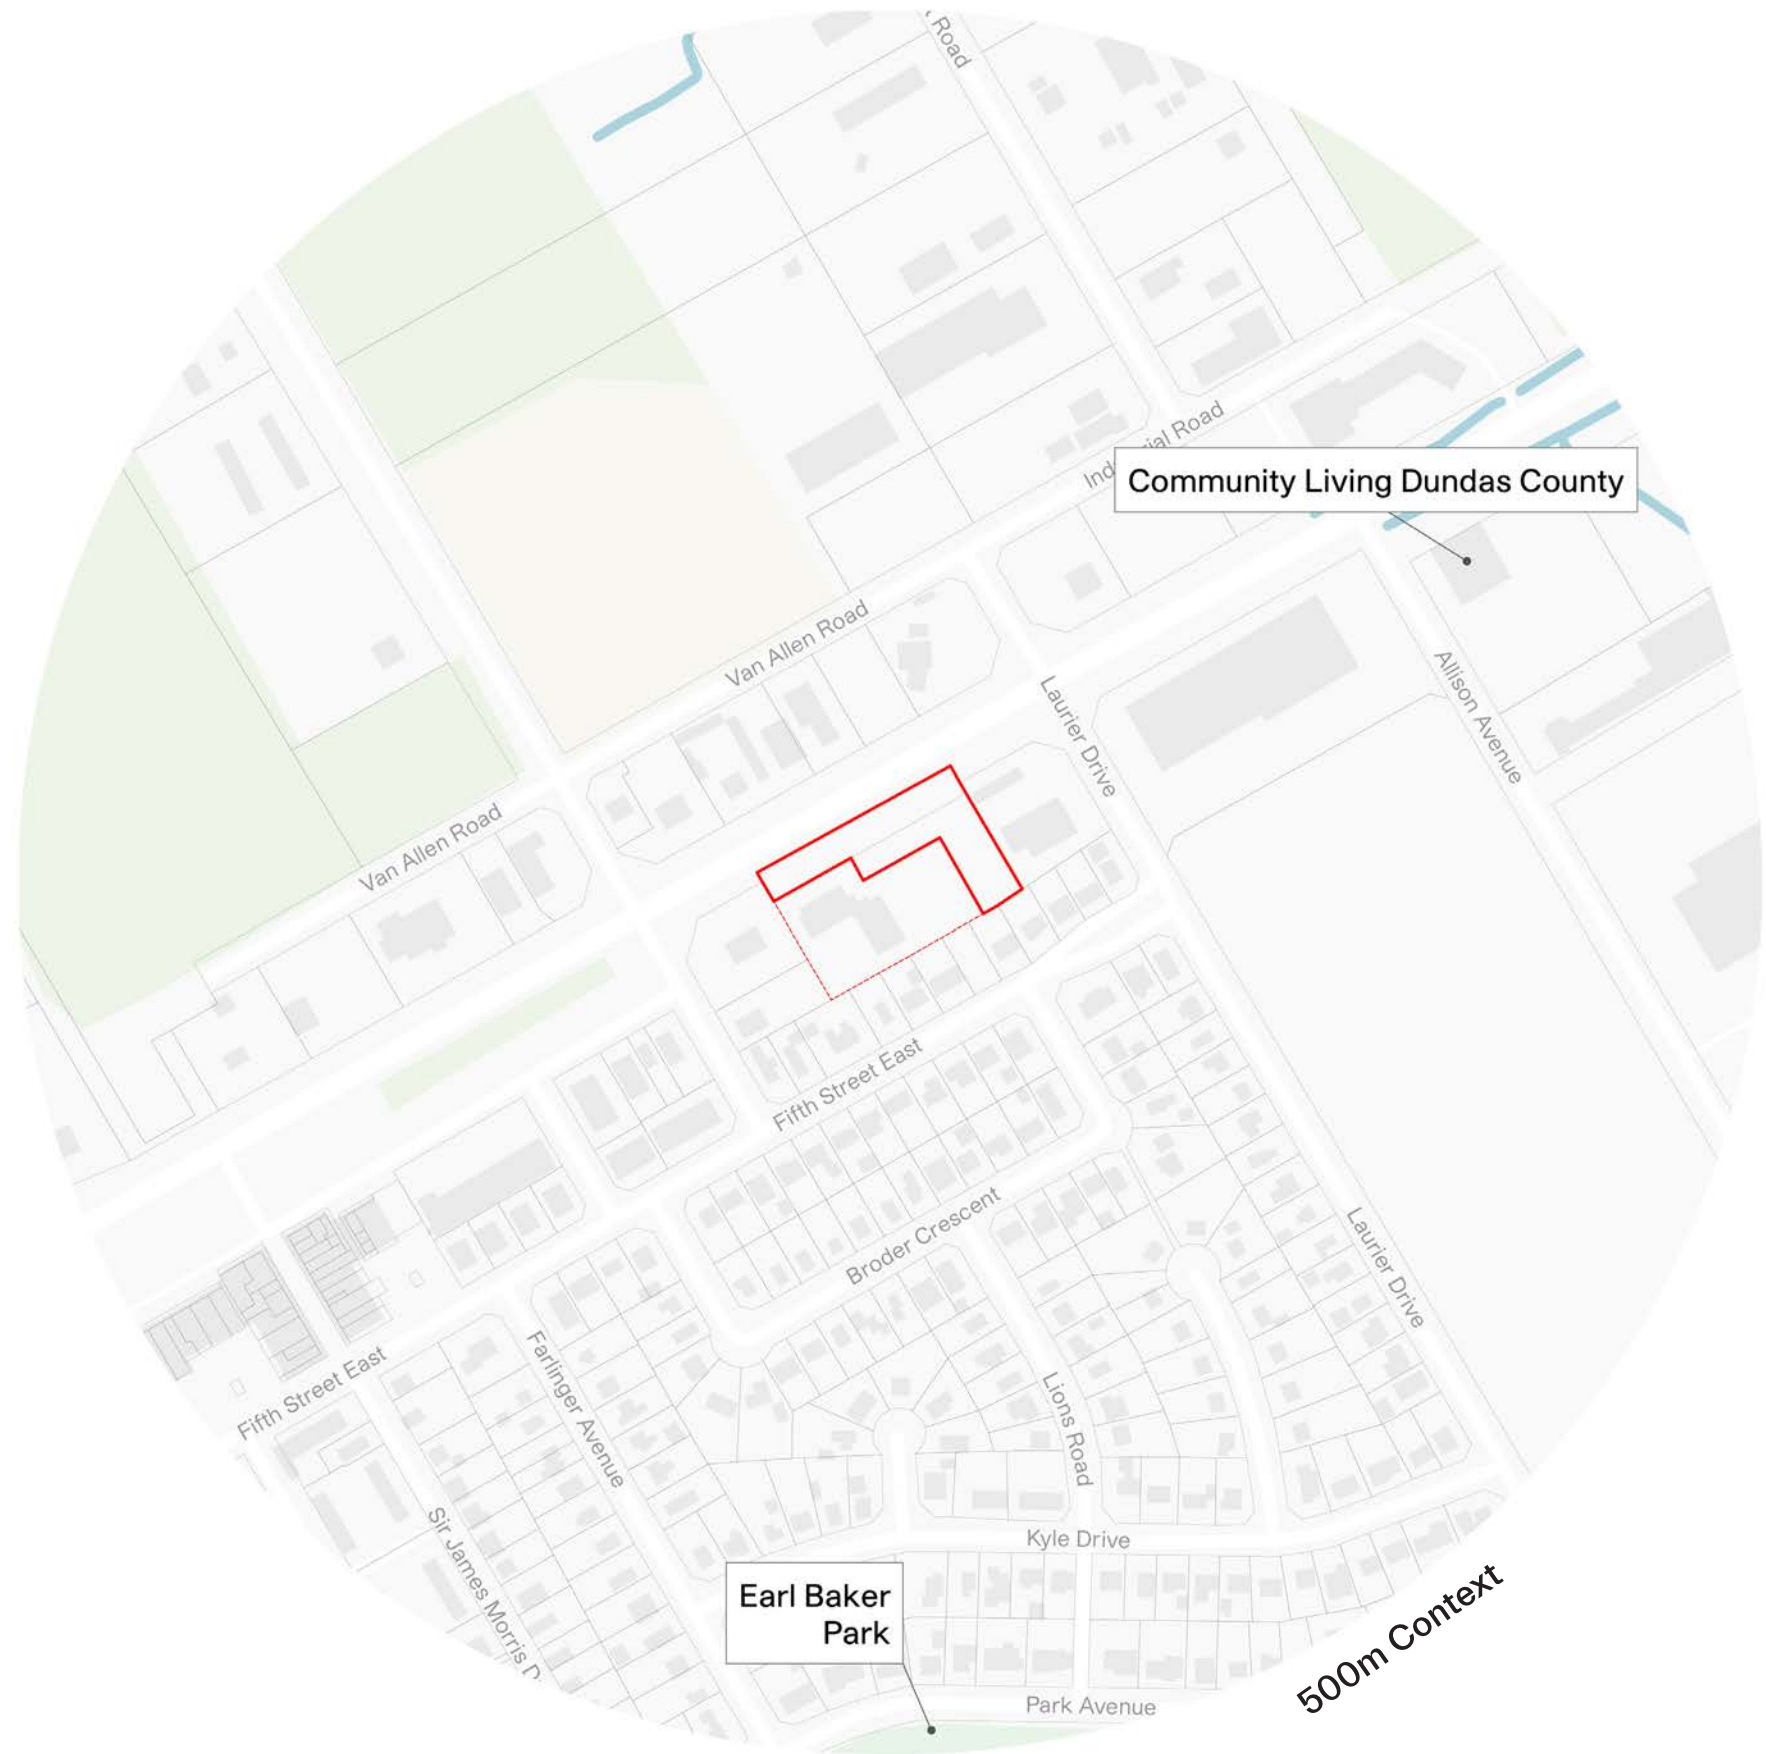 Road
Industrial Road
Community Living Dundas County
Van Allen Road
Laurier Drive
Allison Avenue
Van Allen Road
Fifth Street East
Broder Crescent
Laurier Drive
Farlinger Avenue
Fifth Street East
Lions Road
Sir James Morris D
Kyle Drive
Earl Baker
Park
500m Context
Park Avenue